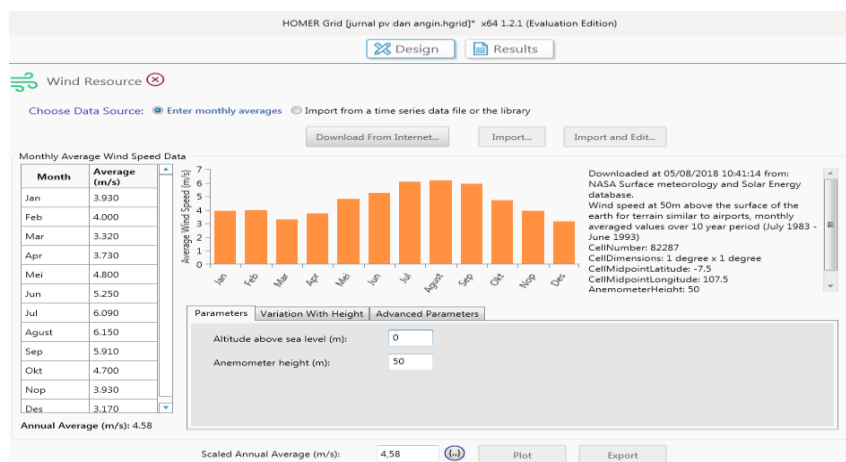 HOMER Grid [jurnal pv dan angin.hgrid]* x64 1.2.1 (Evaluation Edition)
Design
Results
Wind Resource
Choose Data Source: Enter monthly averages Import from a time series data file or the library
Download From Internet... Import... Import and Edit...
Monthly Average Wind Speed Data
Month Average (m/s)
Jan 3.930
Feb 4.000
Mar 3.320
Apr 3.730
Mei 4.800
Jun 5.250
Jul 6.090
Agust 6.150
Sep 5.910
Okt 4.700
Nop 3.930
Des 3.170
Annual Average (m/s): 4.58
Average Wind Speed (m/s)
7
6
5
4
3
2
1
0
Jan Feb Mar Apr Mei Jun Jul Agust Sep Okt Nop Des
Downloaded at 05/08/2018 10:41:14 from:
NASA Surface meteorology and Solar Energy
database.
Wind speed at 50m above the surface of the
earth for terrain similar to airports, monthly
averaged values over 10 year period (July 1983 -
June 1993)
CellNumber: 82287
CellDimensions: 1 degree x 1 degree
CellMidpointLatitude: -7.5
CellMidpointLongitude: 107.5
AnemometerHeight: 50
Parameters Variation With Height Advanced Parameters
Altitude above sea level (m): 0
Anemometer height (m): 50
Scaled Annual Average (m/s): 4,58 {..} Plot Export